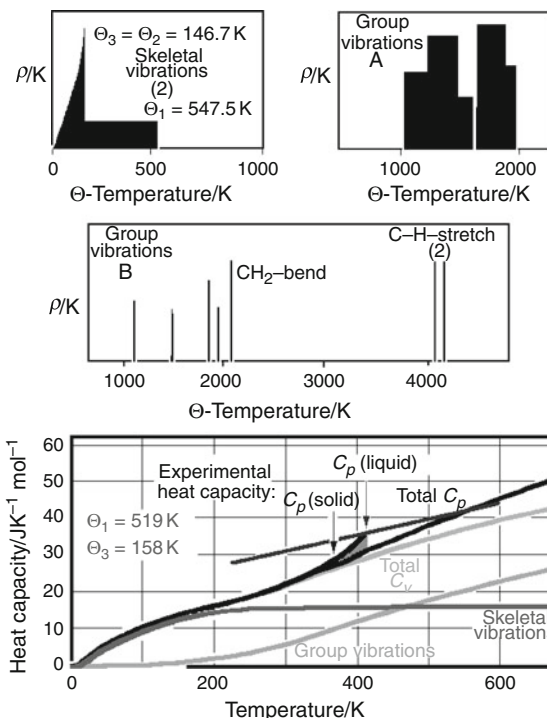 Θ₃ = Θ₂ = 146.7 K
Skeletal
vibrations
(2)
Θ₁ = 547.5 K
ρ/K
0 500 1000
Θ-Temperature/K
Group
vibrations
A
ρ/K
1000 2000
Θ-Temperature/K
Group
vibrations
B
CH₂–bend
C–H–stretch
(2)
ρ/K
1000 2000 3000 4000
Θ-Temperature/K
60
50
40
30
20
10
0
Heat capacity/JK⁻¹ mol⁻¹
Experimental
heat capacity:
Cₚ (liquid)
Cₚ (solid)
Total Cₚ
Θ₁ = 519 K
Θ₃ = 158 K
Total
Cᵥ
Skeletal
vibration
Group vibrations
0 200 400 600
Temperature/K